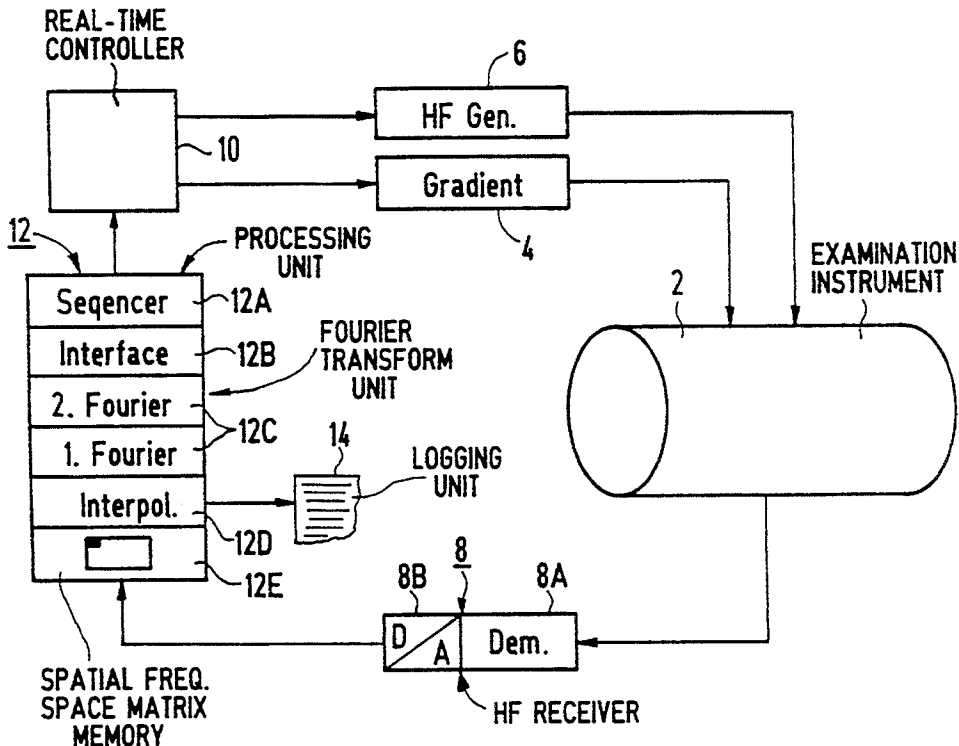 REAL-TIME
CONTROLLER
6
HF Gen.
10
Gradient
4
12
PROCESSING
UNIT
EXAMINATION
INSTRUMENT
2
Seqencer
12A
Interface
12B
FOURIER
TRANSFORM
UNIT
2. Fourier
12C
1. Fourier
14
LOGGING
UNIT
Interpol.
12D
12E
8B
8
8A
D
A
Dem.
HF RECEIVER
SPATIAL FREQ.
SPACE MATRIX
MEMORY